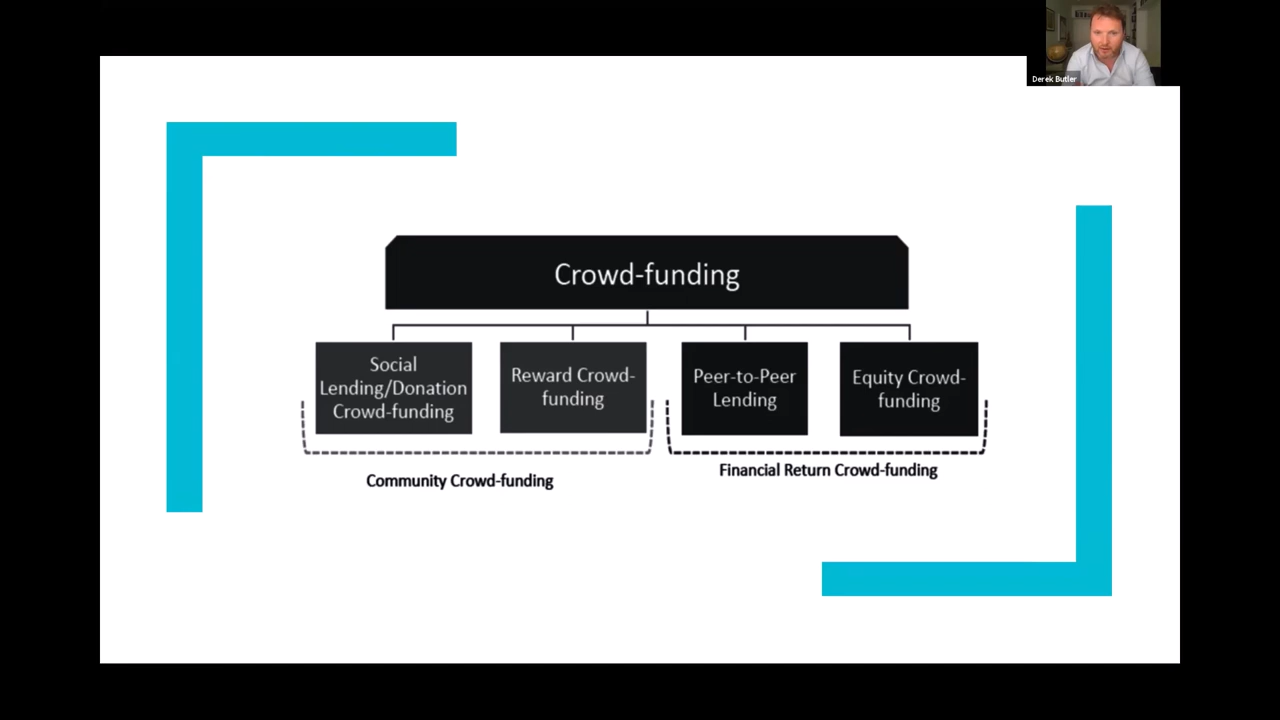 Derek Butler
Crowd-funding
Social
Lending/Donation
Crowd-funding
Reward Crowd-
funding
Peer-to-Peer
Lending
Equity Crowd-
funding
Community Crowd-funding
Financial Return Crowd-funding